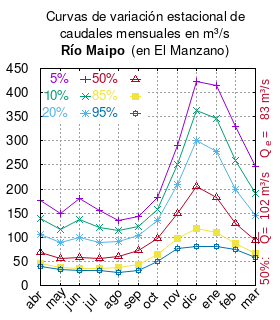 Curvas de variación estacional de
caudales mensuales en m³/s
Río Maipo (en El Manzano)
450
400
350
300
250
200
150
100
50
0
5% 50%
10% 85%
20% 95%
abr
may
jun
jul
ago
sep
oct
nov
dic
ene
feb
mar
50%: Q= 102 m³/s Qe= 83 m³/s